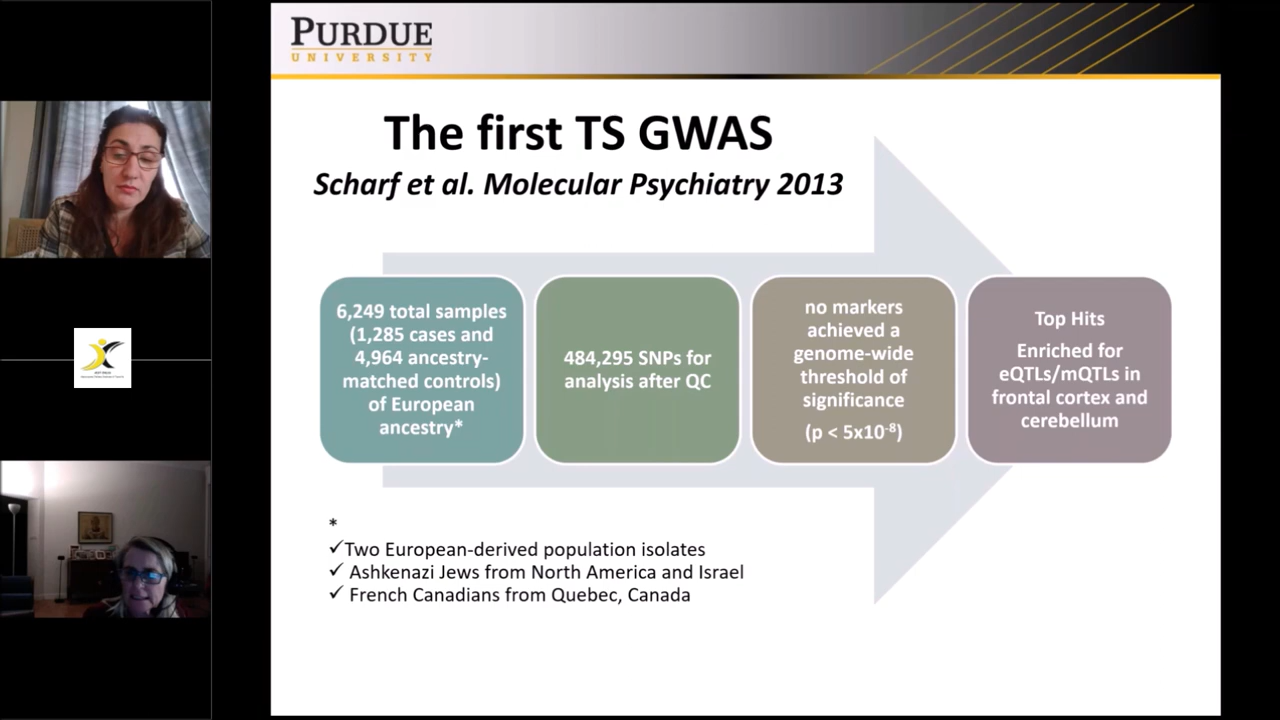 PURDUE
UNIVERSITY
The first TS GWAS
Scharf et al. Molecular Psychiatry 2013
6,249 total samples
(1,285 cases and
4,964 ancestry-
matched controls)
of European
ancestry*
484,295 SNPs for
analysis after QC
no markers
achieved a
genome-wide
threshold of
significance
(p < 5x10⁻⁸)
Top Hits
Enriched for
eQTLs/mQTLs in
frontal cortex and
cerebellum
*
✓Two European-derived population isolates
✓ Ashkenazi Jews from North America and Israel
✓ French Canadians from Quebec, Canada